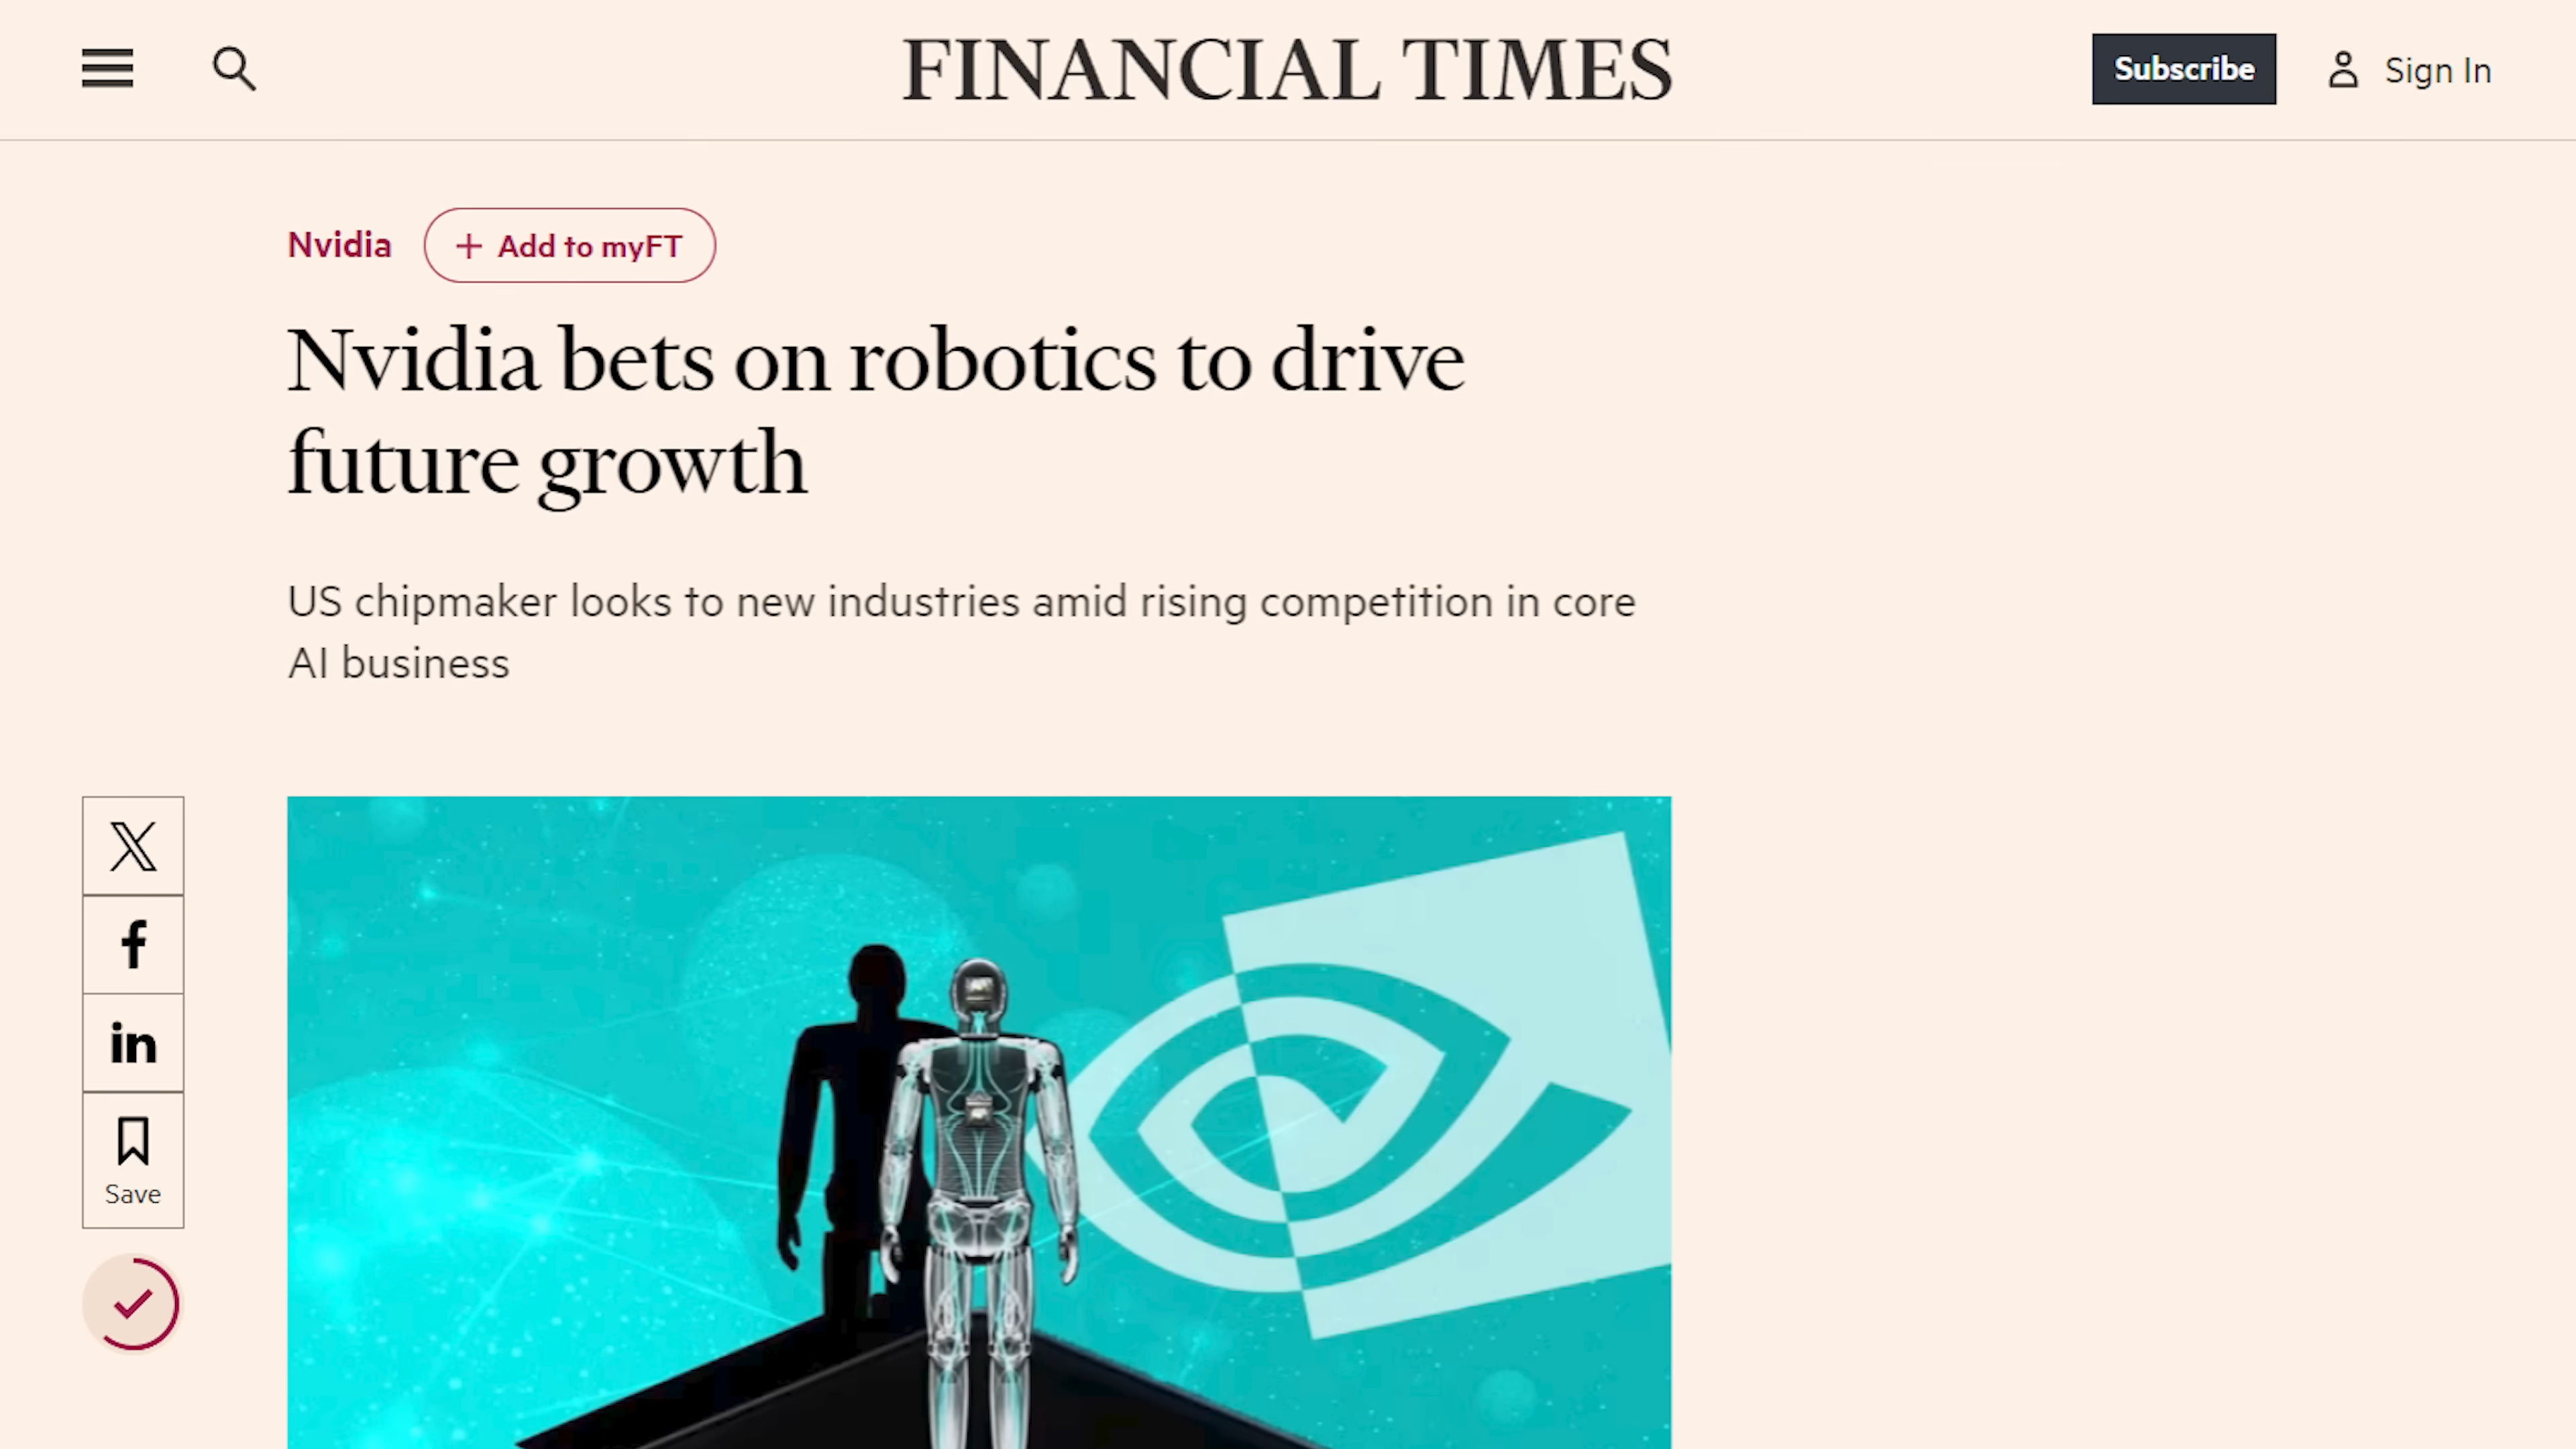 FINANCIAL TIMES
Subscribe
Sign In
Nvidia
+ Add to myFT
Nvidia bets on robotics to drive
future growth
US chipmaker looks to new industries amid rising competition in core
AI business
X
f
in
Save